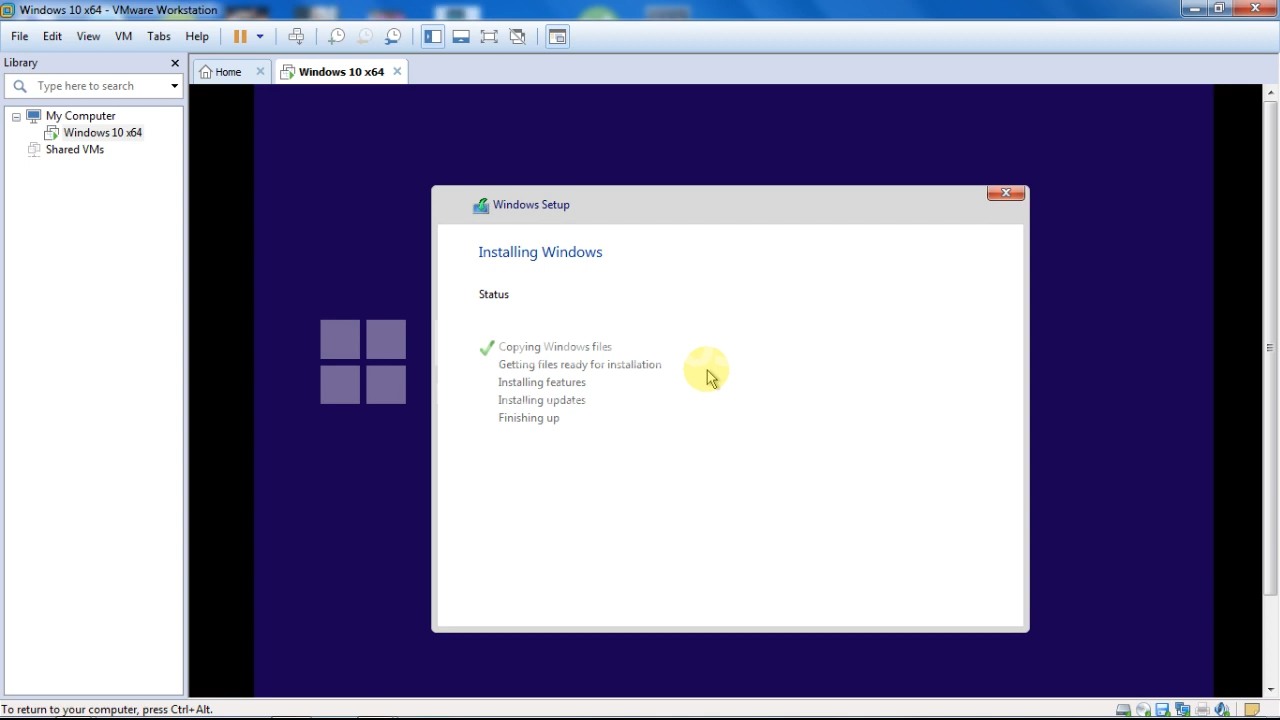 Windows 10 x64 - VMware Workstation
File Edit View VM Tabs Help
Library
Home
Windows 10 x64
Type here to search
My Computer
Windows 10 x64
Shared VMs
Windows Setup
Installing Windows
Status
Copying Windows files
Getting files ready for installation
Installing features
Installing updates
Finishing up
To return to your computer, press Ctrl+Alt.